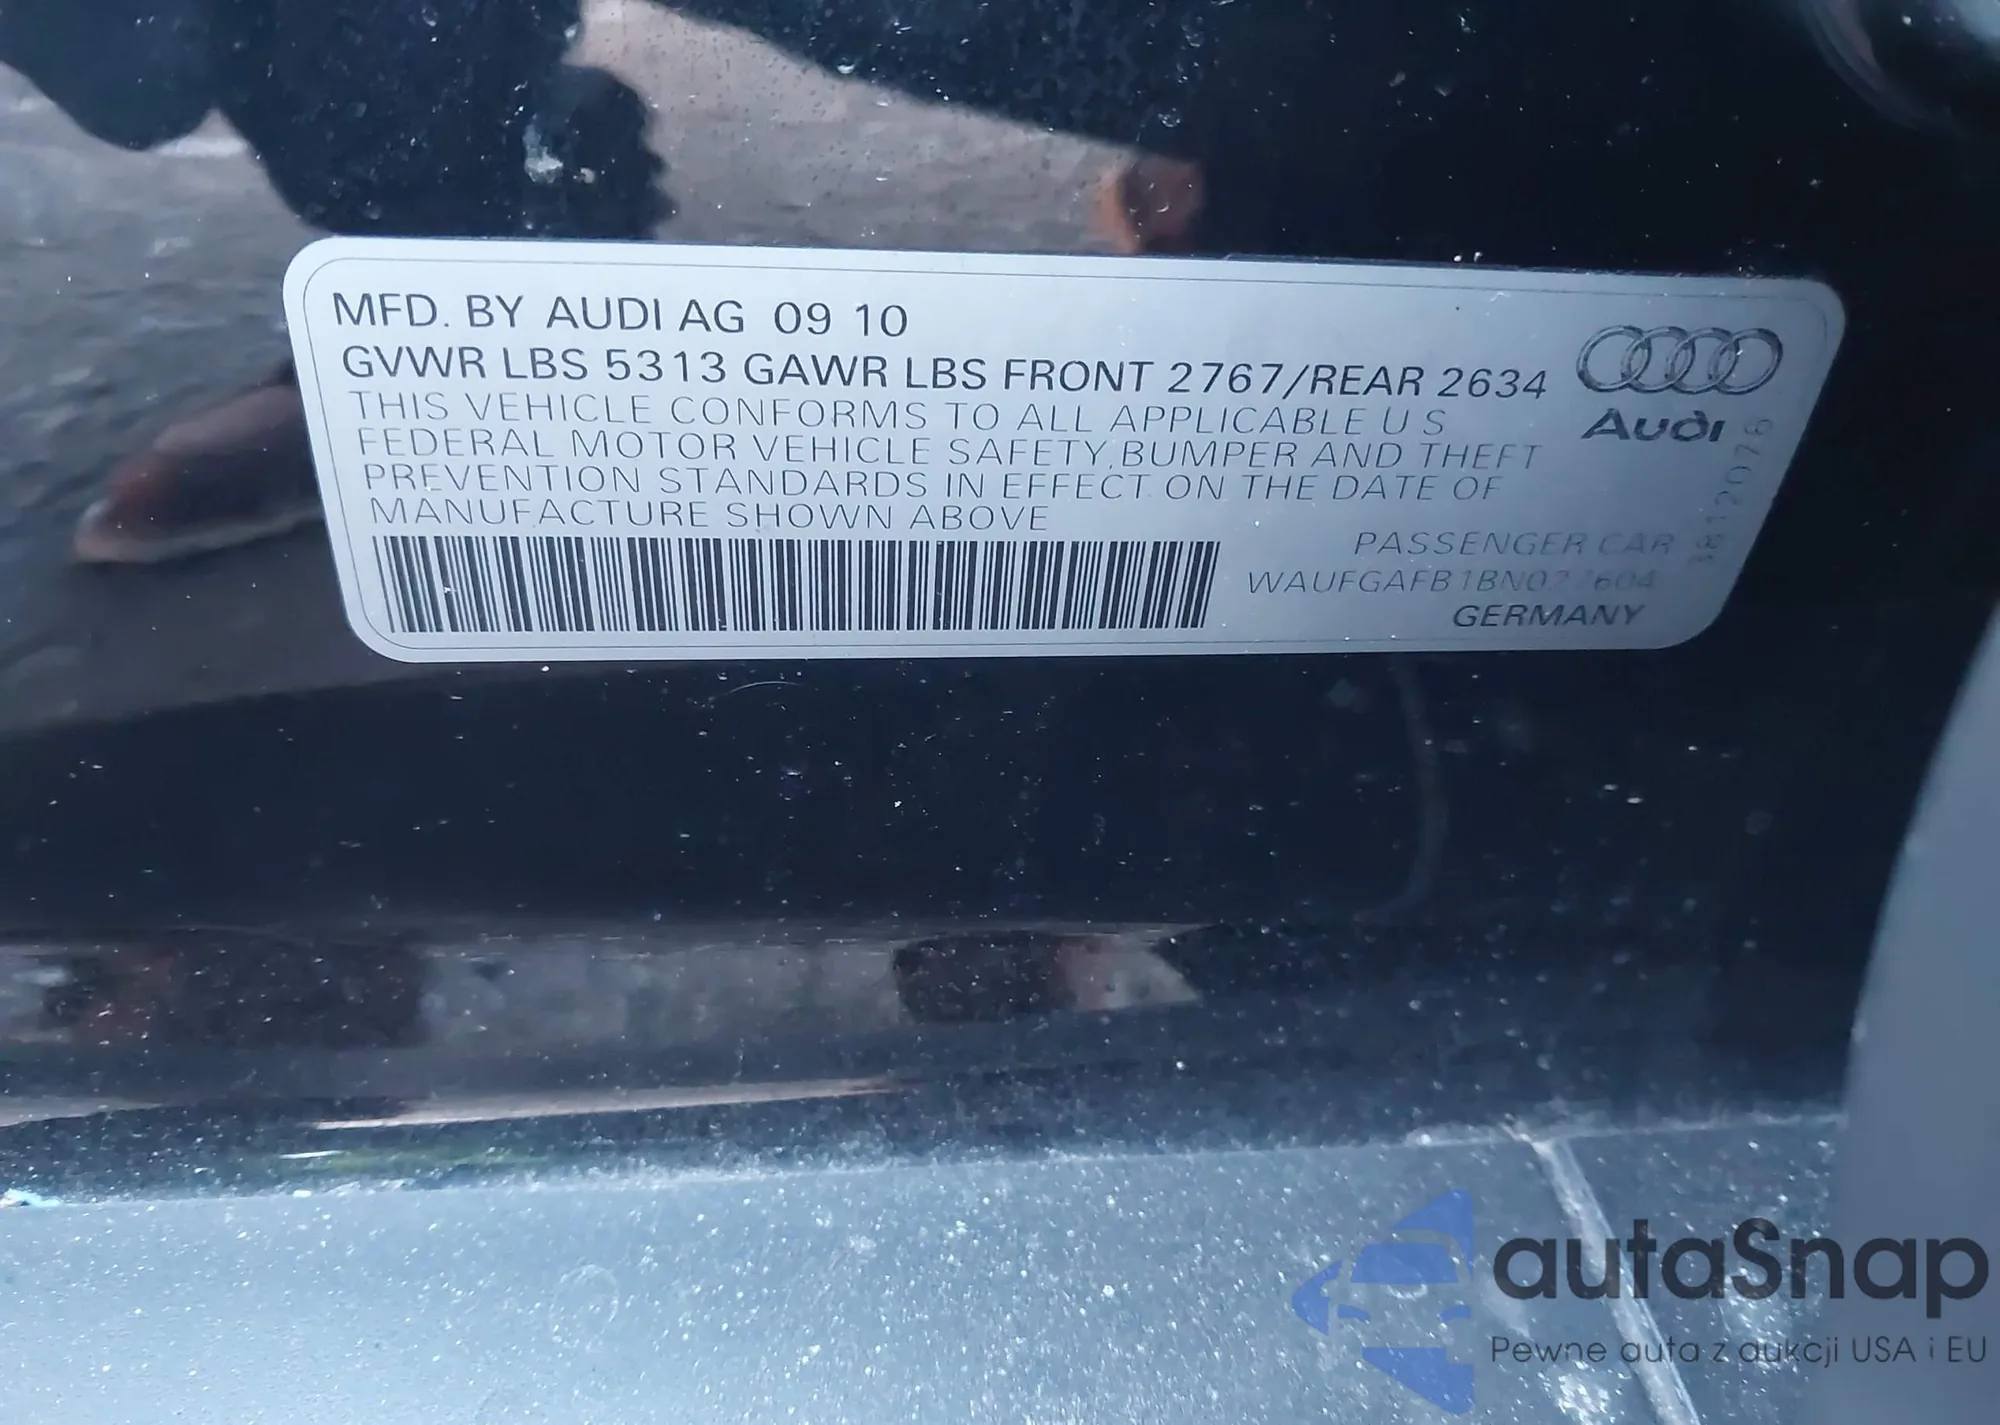 MFD. BY AUDI AG 09 10
GVWR LBS 5313 GAWR LBS FRONT 2767/REAR 2634
THIS VEHICLE CONFORMS TO ALL APPLICABLE U S
FEDERAL MOTOR VEHICLE SAFETY,BUMPER AND THEFT
PREVENTION STANDARDS IN EFFECT ON THE DATE OF
MANUFACTURE SHOWN ABOVE
Audi
PASSENGER CAR
WAUFGAFB1BN077604
GERMANY
autaSnap
Pewne auta z aukcji USA i EU